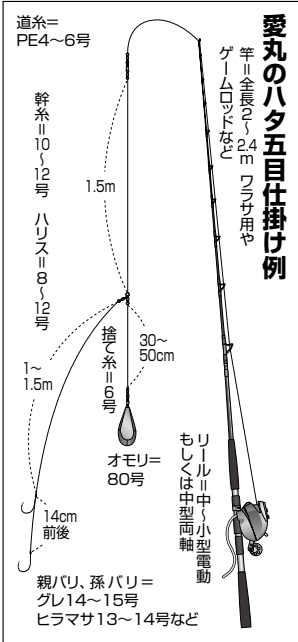 愛丸のハタ五目仕掛け例
竿=全長2〜2.4m ワラサ用や
ゲームロッドなど
道糸=
PE4〜6号
1.5m
幹糸=10〜12号 ハリス=8〜12号
30〜
50cm
捨て糸=6号
1〜
1.5m
オモリ=
80号
リール=中〜小型電動
もしくは中型両軸
14cm
前後
親バリ、孫バリ=
グレ14〜15号
ヒラマサ13〜14号など